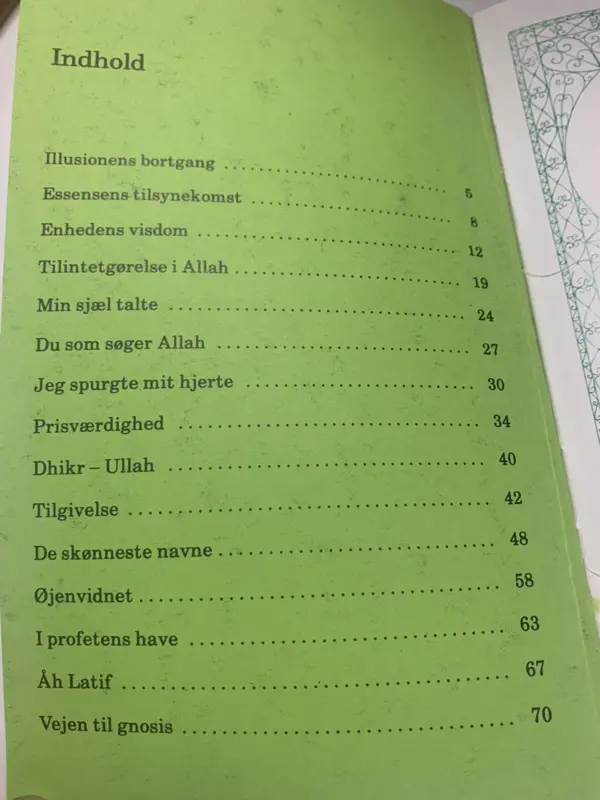 Indhold
Illusionens bortgang .......................... 5
Essensens tilsynekomst ........................ 8
Enhedens visdom ............................... 12
Tilintetgørelse i Allah ....................... 19
Min sjæl talte ................................ 24
Du som søger Allah ............................ 27
Jeg spurgte mit hjerte ........................ 30
Prisværdighed ................................. 34
Dhikr – Ullah ................................. 40
Tilgivelse .................................... 42
De skønneste navne ............................ 48
Øjenvidnet .................................... 58
I profetens have .............................. 63
Åh Latif ...................................... 67
Vejen til gnosis .............................. 70